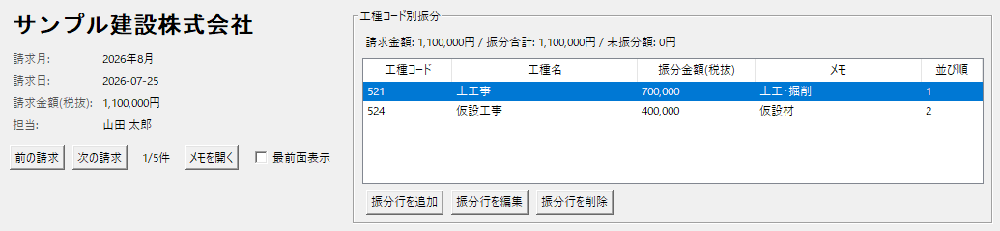 サンプル建設株式会社
請求月: 2026年8月
請求日: 2026-07-25
請求金額(税抜): 1,100,000円
担当: 山田 太郎
前の請求 次の請求 1/5件 メモを開く 最前面表示
工種コード別振分
請求金額: 1,100,000円 / 振分合計: 1,100,000円 / 未振分額: 0円
工種コード 工種名 振分金額(税抜) メモ 並び順
521 土工事 700,000 土工・掘削 1
524 仮設工事 400,000 仮設材 2
振分行を追加 振分行を編集 振分行を削除